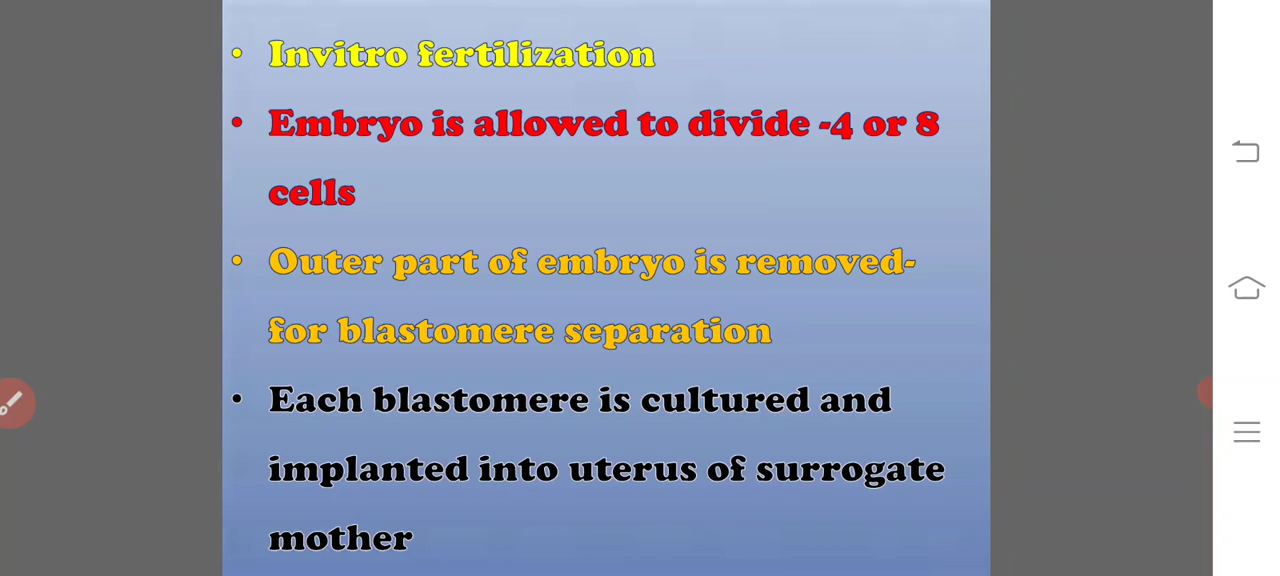 • Invitro fertilization
• Embryo is allowed to divide -4 or 8
cells
• Outer part of embryo is removed-
for blastomere separation
• Each blastomere is cultured and
implanted into uterus of surrogate
mother